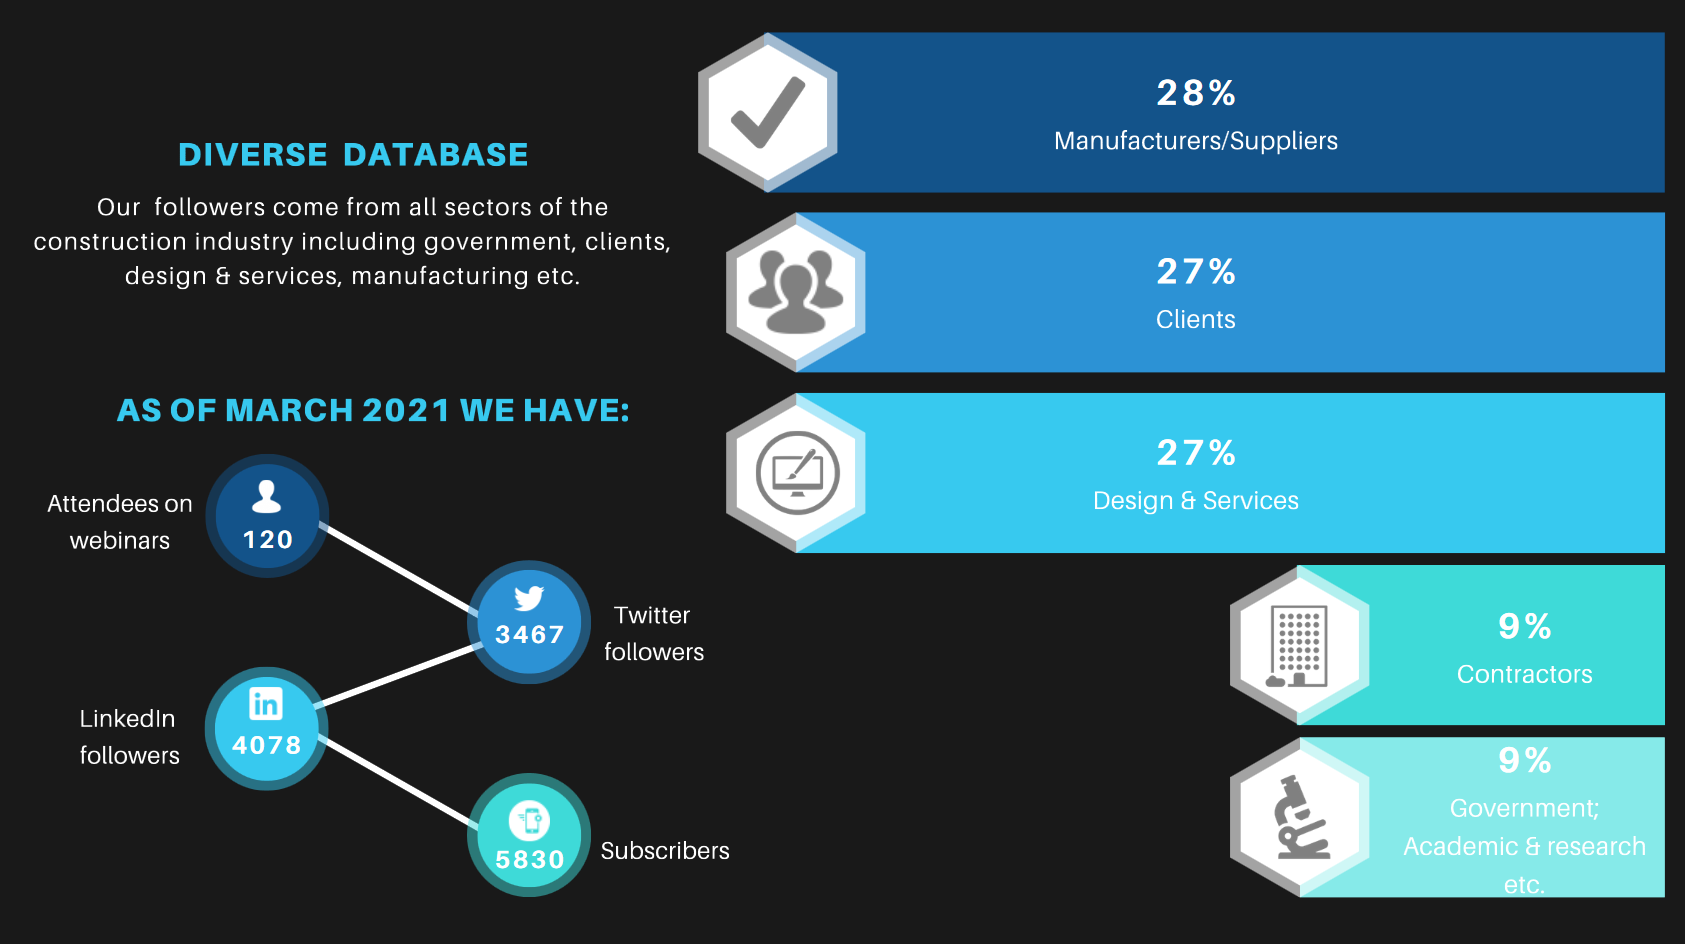 DIVERSE DATABASE
Our followers come from all sectors of the
construction industry including government, clients,
design & services, manufacturing etc.
AS OF MARCH 2021 WE HAVE:
Attendees on
webinars
120
3467
Twitter
followers
LinkedIn
followers
in
4078
5830
Subscribers
28%
Manufacturers/Suppliers
27%
Clients
27%
Design & Services
9%
Contractors
9%
Government;
Academic & research
etc.